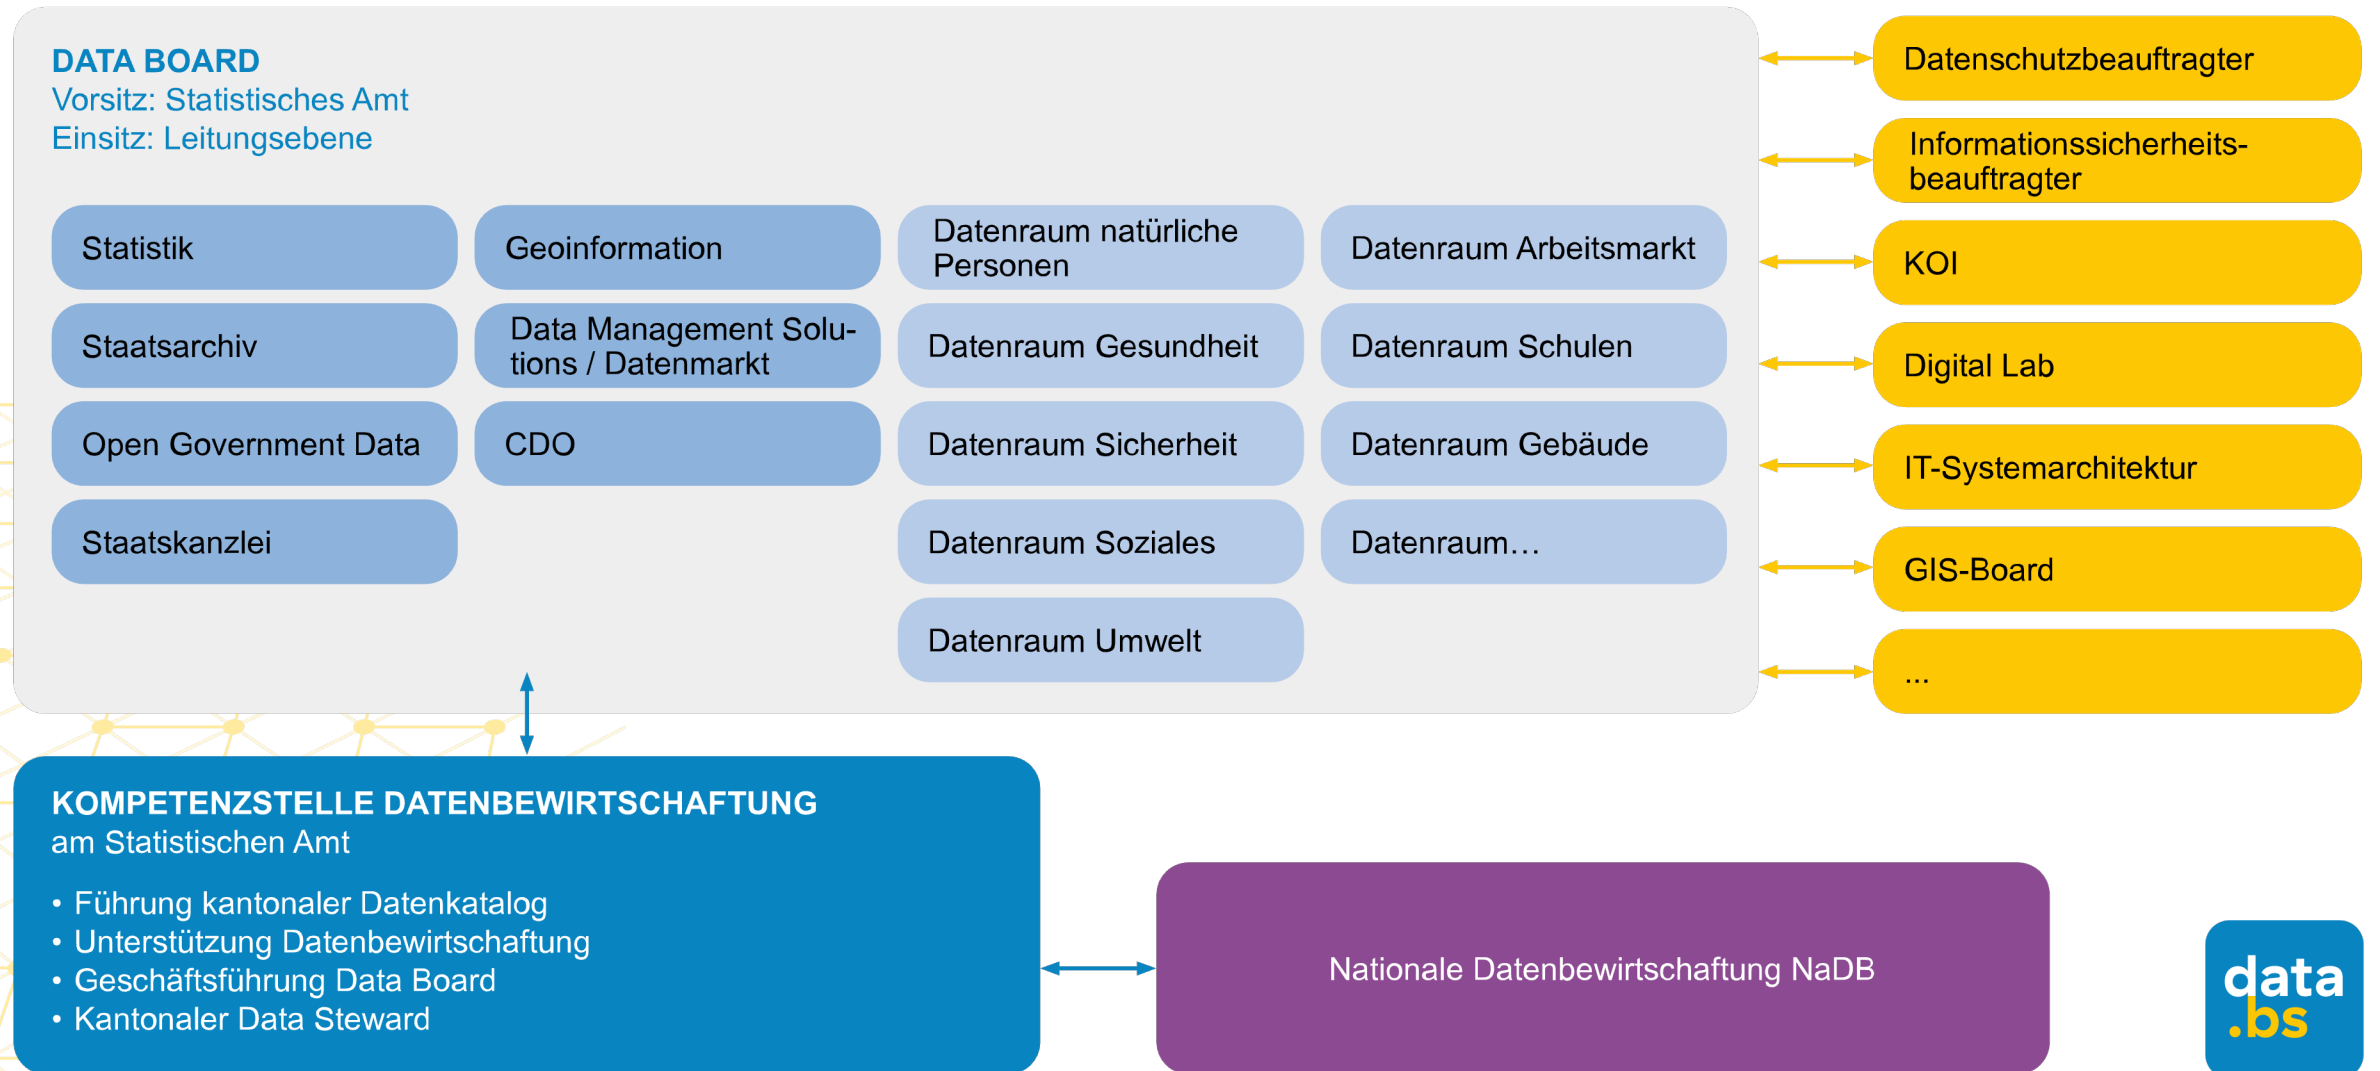 DATA BOARD
Vorsitz: Statistisches Amt
Einsitz: Leitungsebene
Statistik
Staatsarchiv
Open Government Data
Staatskanzlei
Geoinformation
Data Management Solu-
tions / Datenmarkt
CDO
Datenraum natürliche
Personen
Datenraum Gesundheit
Datenraum Sicherheit
Datenraum Soziales
Datenraum Umwelt
Datenraum Arbeitsmarkt
Datenraum Schulen
Datenraum Gebäude
Datenraum…
Datenschutzbeauftragter
Informationssicherheits-
beauftragter
KOI
Digital Lab
IT-Systemarchitektur
GIS-Board
...
KOMPETENZSTELLE DATENBEWIRTSCHAFTUNG
am Statistischen Amt
• Führung kantonaler Datenkatalog
• Unterstützung Datenbewirtschaftung
• Geschäftsführung Data Board
• Kantonaler Data Steward
Nationale Datenbewirtschaftung NaDB
data
.bs